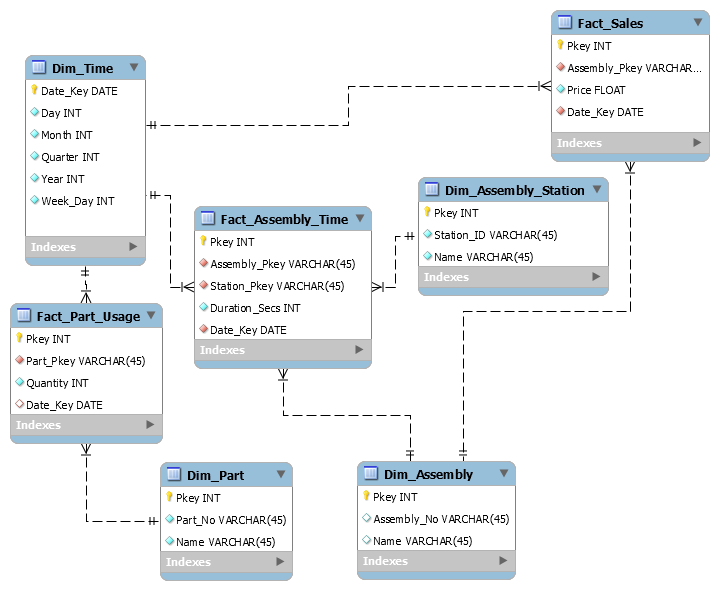 Fact_Sales
Pkey INT
Assembly_Pkey VARCHAR...
Price FLOAT
Date_Key DATE
Indexes
Dim_Time
Date_Key DATE
Day INT
Month INT
Quarter INT
Year INT
Week_Day INT
Indexes
Dim_Assembly_Station
Pkey INT
Station_ID VARCHAR(45)
Name VARCHAR(45)
Indexes
Fact_Assembly_Time
Pkey INT
Assembly_Pkey VARCHAR(45)
Station_Pkey VARCHAR(45)
Duration_Secs INT
Date_Key DATE
Indexes
Fact_Part_Usage
Pkey INT
Part_Pkey VARCHAR(45)
Quantity INT
Date_Key DATE
Indexes
Dim_Part
Pkey INT
Part_No VARCHAR(45)
Name VARCHAR(45)
Indexes
Dim_Assembly
Pkey INT
Assembly_No VARCHAR(45)
Name VARCHAR(45)
Indexes